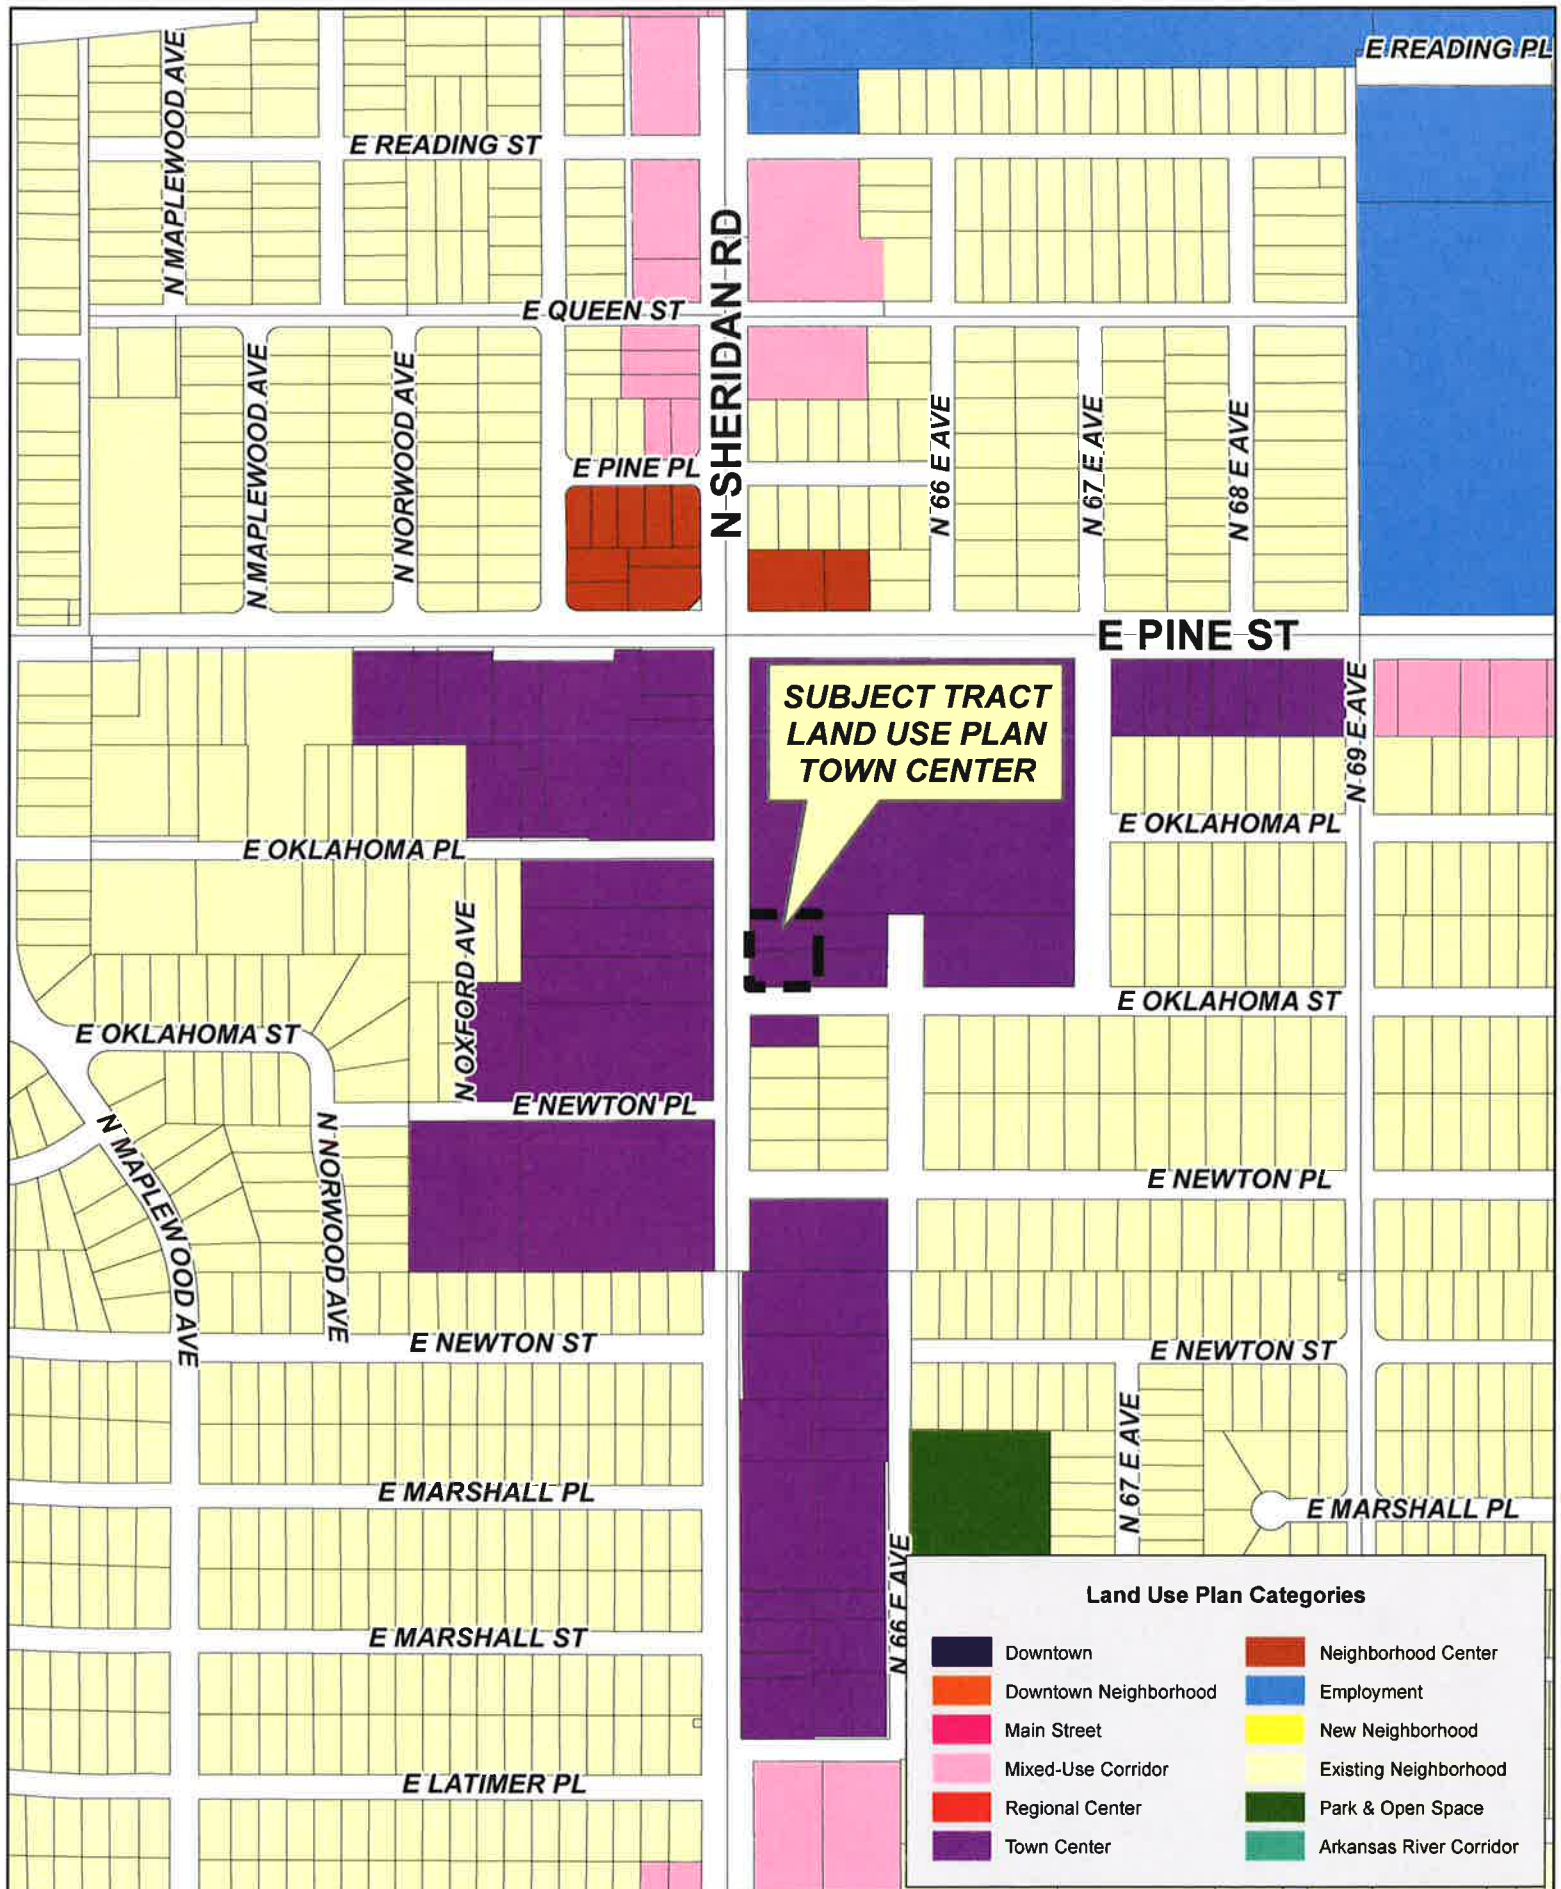 E READING PL
N MAPLEWOOD AVE
E READING ST
N SHERIDAN RD
E QUEEN ST
N MAPLEWOOD AVE
N NORWOOD AVE
E PINE PL
N 66 E AVE
N 67 E AVE
N 68 E AVE
E PINE ST
SUBJECT TRACT
LAND USE PLAN
TOWN CENTER
N 69 E AVE
E OKLAHOMA PL
E OKLAHOMA PL
N OXFORD AVE
E OKLAHOMA ST
E OKLAHOMA ST
E NEWTON PL
N MAPLEWOOD AVE
N NORWOOD AVE
E NEWTON PL
E NEWTON ST
E NEWTON ST
N 67 E AVE
E MARSHALL PL
E MARSHALL PL
N 66 E AVE
E MARSHALL ST
E LATIMER PL
Land Use Plan Categories
Downtown
Downtown Neighborhood
Main Street
Mixed-Use Corridor
Regional Center
Town Center
Neighborhood Center
Employment
New Neighborhood
Existing Neighborhood
Park & Open Space
Arkansas River Corridor